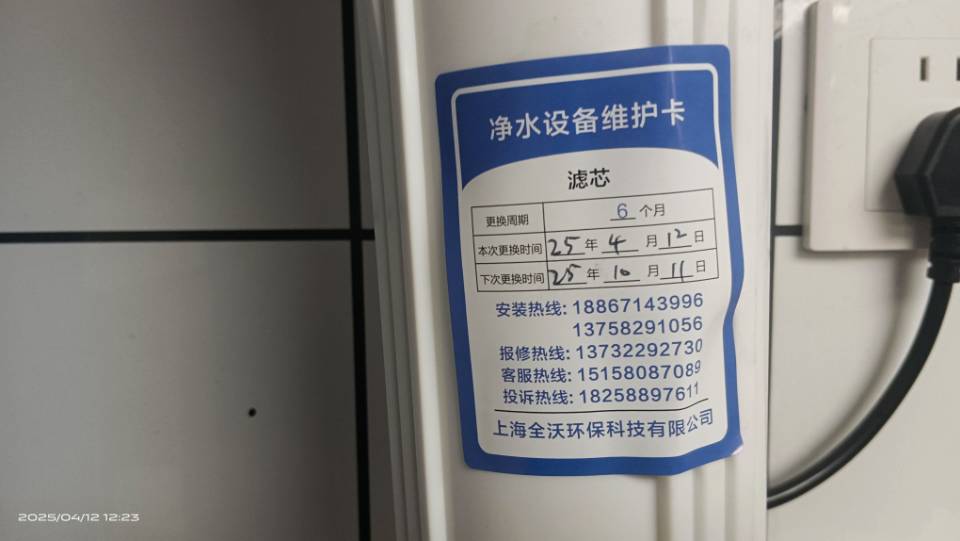 净水设备维护卡
滤芯
更换周期 6 个月
本次更换时间 25 年 4 月 12 日
下次更换时间 25 年 10 月 11 日
安装热线: 18867143996
13758291056
报修热线: 13732292730
客服热线: 15158087089
投诉热线: 18258897611
上海全沃环保科技有限公司
2025/04/12 12:23